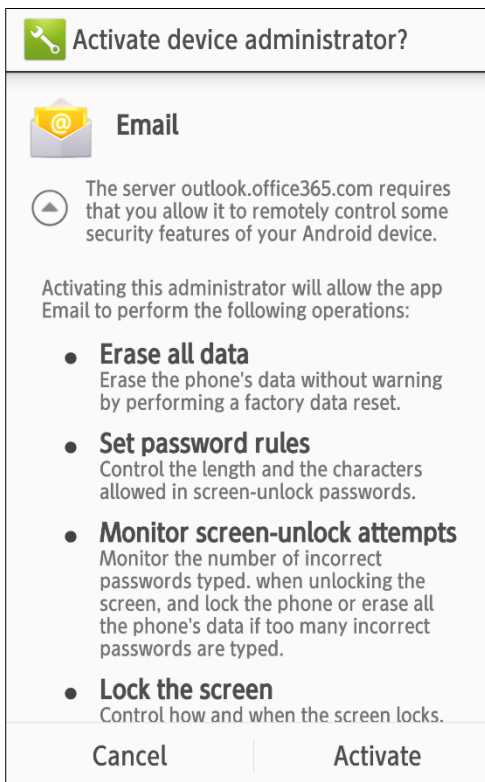 Activate device administrator?
Email
The server outlook.office365.com requires
that you allow it to remotely control some
security features of your Android device.
Activating this administrator will allow the app
Email to perform the following operations:
• Erase all data
Erase the phone's data without warning
by performing a factory data reset.
• Set password rules
Control the length and the characters
allowed in screen-unlock passwords.
• Monitor screen-unlock attempts
Monitor the number of incorrect
passwords typed. when unlocking the
screen, and lock the phone or erase all
the phone's data if too many incorrect
passwords are typed.
• Lock the screen
Control how and when the screen locks.
Cancel
Activate